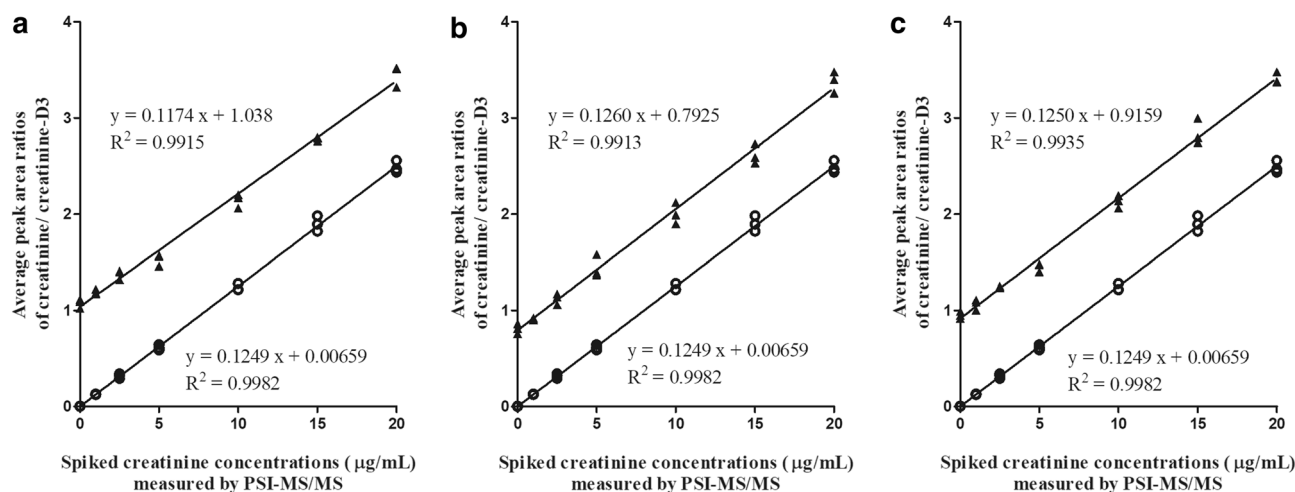 a
4
3
2
1
0
Average peak area ratios
of creatinine/ creatinine-D3
y = 0.1174 x + 1.038
R² = 0.9915
y = 0.1249 x + 0.00659
R² = 0.9982
0 5 10 15 20
Spiked creatinine concentrations ( µg/mL)
measured by PSI-MS/MS
b
4
3
2
1
0
Average peak area ratios
of creatinine/ creatinine-D3
y = 0.1260 x + 0.7925
R² = 0.9913
y = 0.1249 x + 0.00659
R² = 0.9982
0 5 10 15 20
Spiked creatinine concentrations ( µg/mL)
measured by PSI-MS/MS
c
4
3
2
1
0
Average peak area ratios
of creatinine/ creatinine-D3
y = 0.1250 x + 0.9159
R² = 0.9935
y = 0.1249 x + 0.00659
R² = 0.9982
0 5 10 15 20
Spiked creatinine concentrations ( µg/mL)
measured by PSI-MS/MS